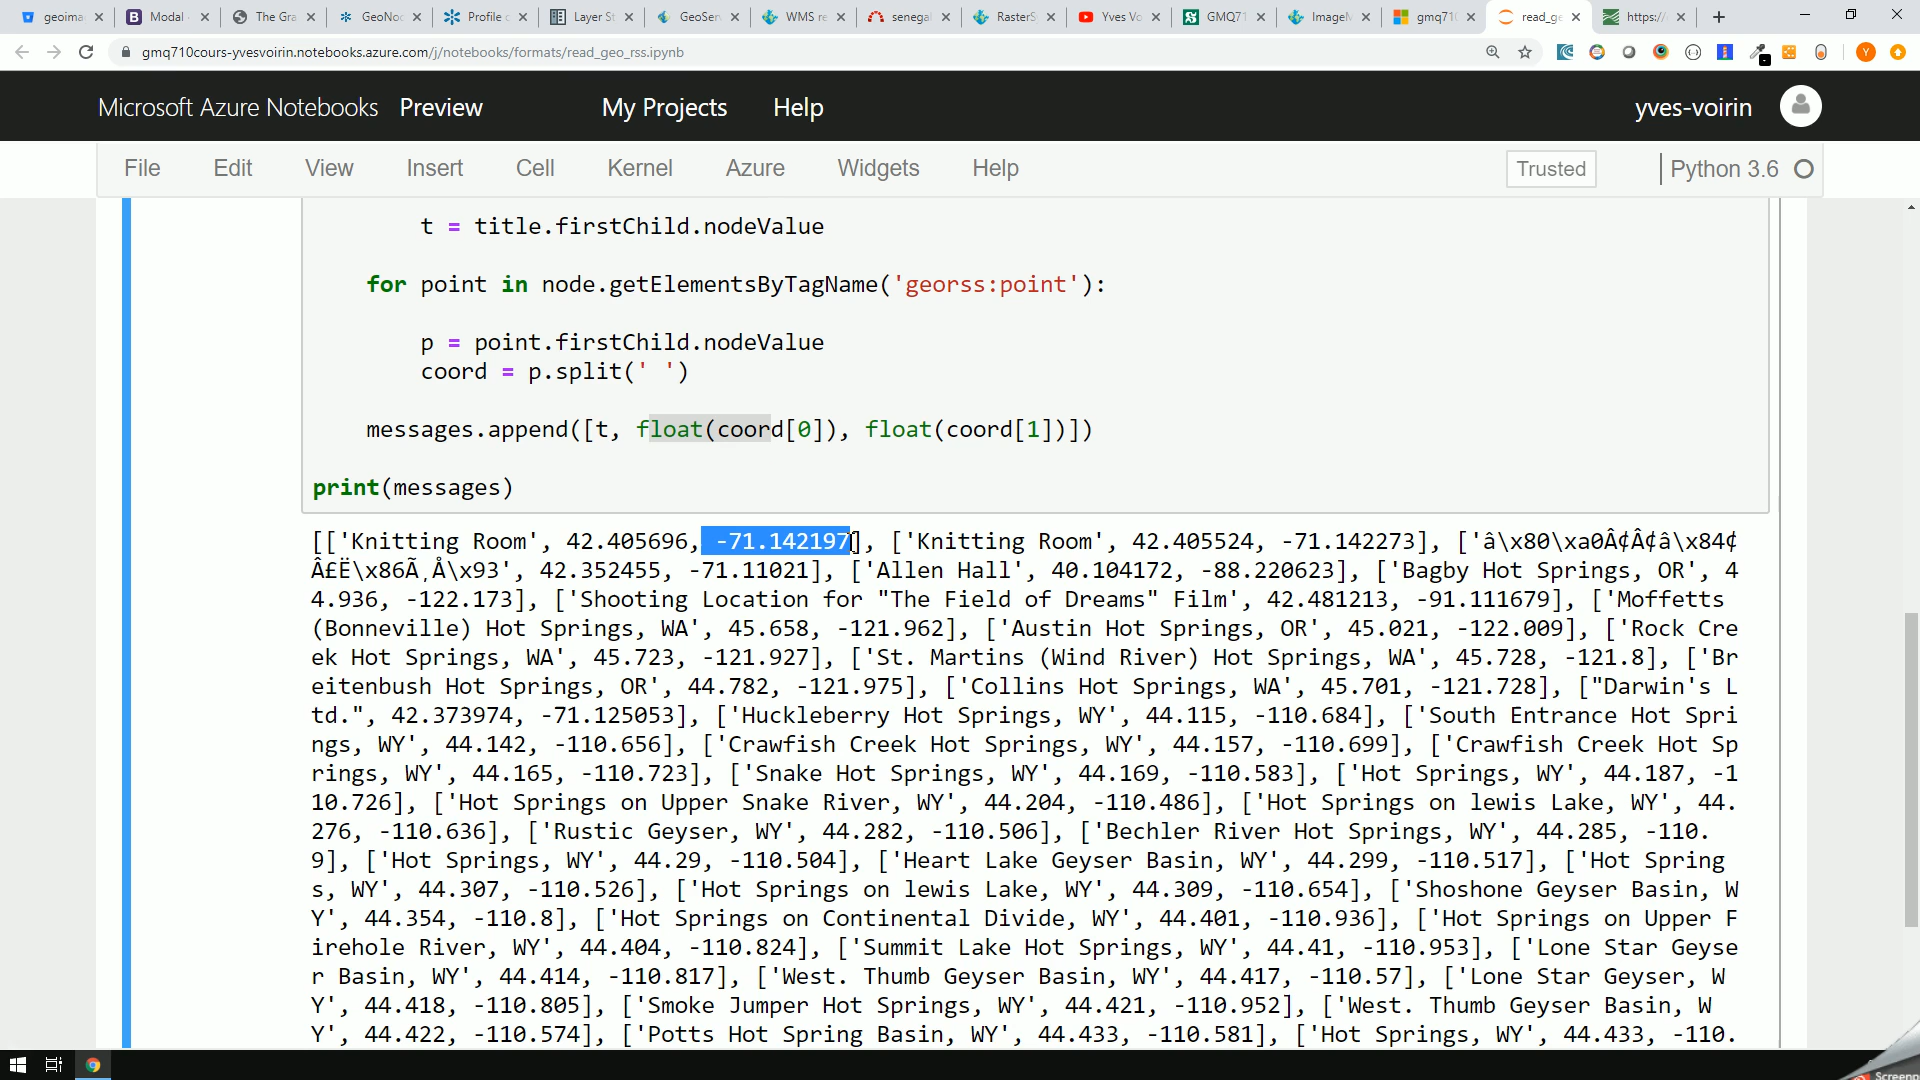 geoima
Modal
The Gra
GeoNo
Profile
Layer St
GeoSer
WMS re
senegal
RasterS
Yves Vo
GMQ71
ImageM
gmq71
read_ge
https://
gmq710cours-yvesvoirin.notebooks.azure.com/j/notebooks/formats/read_geo_rss.ipynb
Y
Microsoft Azure Notebooks Preview My Projects Help yves-voirin
File Edit View Insert Cell Kernel Azure Widgets Help Trusted Python 3.6
t = title.firstChild.nodeValue
for point in node.getElementsByTagName('georss:point'):
p = point.firstChild.nodeValue
coord = p.split(' ')
messages.append([t, float(coord[0]), float(coord[1])])
print(messages)
[['Knitting Room', 42.405696, -71.142197], ['Knitting Room', 42.405524, -71.142273], ['â\x80\xa0Â¢Â¢â\x84¢
Â£Ë\x86Ã¸Å\x93', 42.352455, -71.11021], ['Allen Hall', 40.104172, -88.220623], ['Bagby Hot Springs, OR', 4
4.936, -122.173], ['Shooting Location for "The Field of Dreams" Film', 42.481213, -91.111679], ['Moffetts
(Bonneville) Hot Springs, WA', 45.658, -121.962], ['Austin Hot Springs, OR', 45.021, -122.009], ['Rock Cre
ek Hot Springs, WA', 45.723, -121.927], ['St. Martins (Wind River) Hot Springs, WA', 45.728, -121.8], ['Br
eitenbush Hot Springs, OR', 44.782, -121.975], ['Collins Hot Springs, WA', 45.701, -121.728], ["Darwin's L
td.", 42.373974, -71.125053], ['Huckleberry Hot Springs, WY', 44.115, -110.684], ['South Entrance Hot Spri
ngs, WY', 44.142, -110.656], ['Crawfish Creek Hot Springs, WY', 44.157, -110.699], ['Crawfish Creek Hot Sp
rings, WY', 44.165, -110.723], ['Snake Hot Springs, WY', 44.169, -110.583], ['Hot Springs, WY', 44.187, -1
10.726], ['Hot Springs on Upper Snake River, WY', 44.204, -110.486], ['Hot Springs on lewis Lake, WY', 44.
276, -110.636], ['Rustic Geyser, WY', 44.282, -110.506], ['Bechler River Hot Springs, WY', 44.285, -110.
9], ['Hot Springs, WY', 44.29, -110.504], ['Heart Lake Geyser Basin, WY', 44.299, -110.517], ['Hot Spring
s, WY', 44.307, -110.526], ['Hot Springs on lewis Lake, WY', 44.309, -110.654], ['Shoshone Geyser Basin, W
Y', 44.354, -110.8], ['Hot Springs on Continental Divide, WY', 44.401, -110.936], ['Hot Springs on Upper F
irehole River, WY', 44.404, -110.824], ['Summit Lake Hot Springs, WY', 44.41, -110.953], ['Lone Star Geyse
r Basin, WY', 44.414, -110.817], ['West. Thumb Geyser Basin, WY', 44.417, -110.57], ['Lone Star Geyser, W
Y', 44.418, -110.805], ['Smoke Jumper Hot Springs, WY', 44.421, -110.952], ['West. Thumb Geyser Basin, W
Y', 44.422, -110.574], ['Potts Hot Spring Basin, WY', 44.433, -110.581], ['Hot Springs, WY', 44.433, -110.